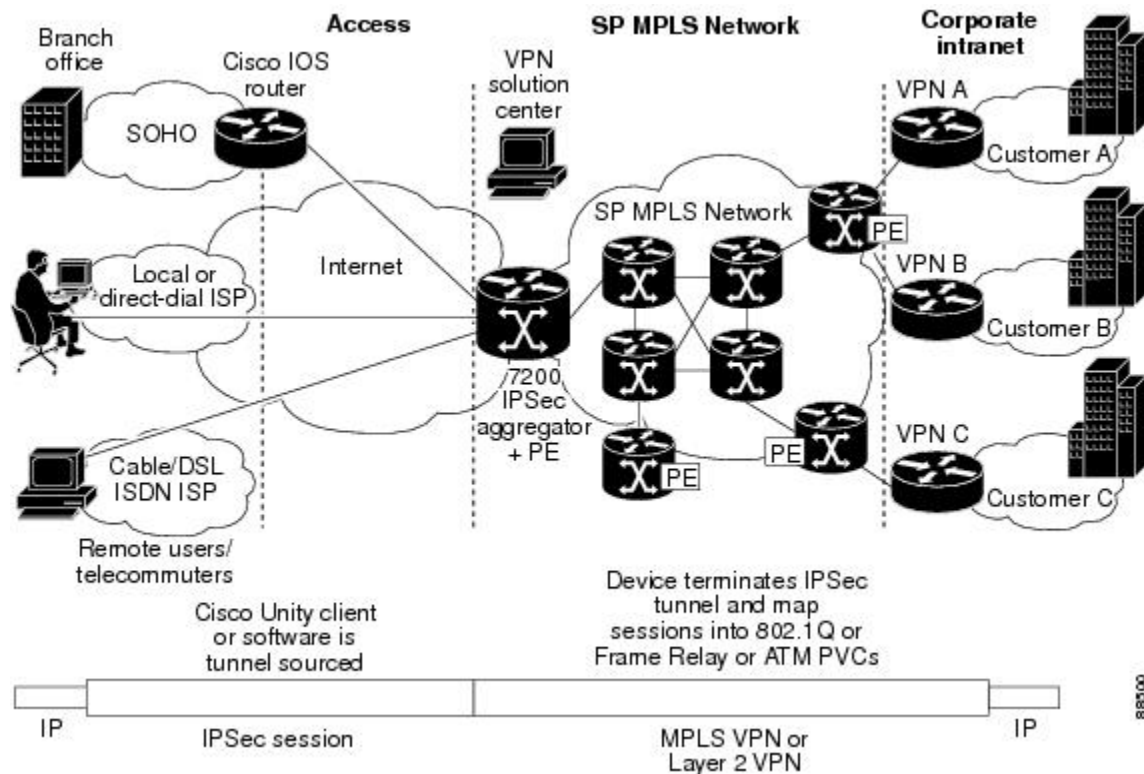 Access
SP MPLS Network
Corporate
intranet
Branch
office
Cisco IOS
router
VPN
solution
center
VPN A
SOHO
Customer A
SP MPLS Network
PE
Internet
Local or
direct-dial ISP
VPN B
Customer B
7200
IPSec
aggregator
+ PE
VPN C
PE
PE
Cable/DSL
ISDN ISP
Customer C
Remote users/
telecommuters
Cisco Unity client
or software is
tunnel sourced
Device terminates IPSec
tunnel and map
sessions into 802.1Q or
Frame Relay or ATM PVCs
IP
IPSec session
MPLS VPN or
Layer 2 VPN
IP
88500